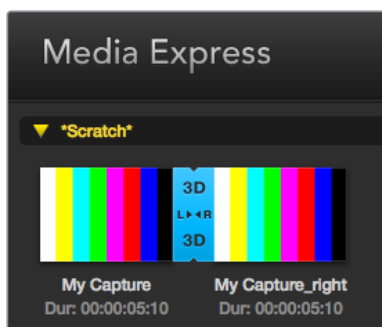 Media Express
*Scratch*
3D
L R
3D
My Capture
My Capture_right
Dur: 00:00:05:10
Dur: 00:00:05:10